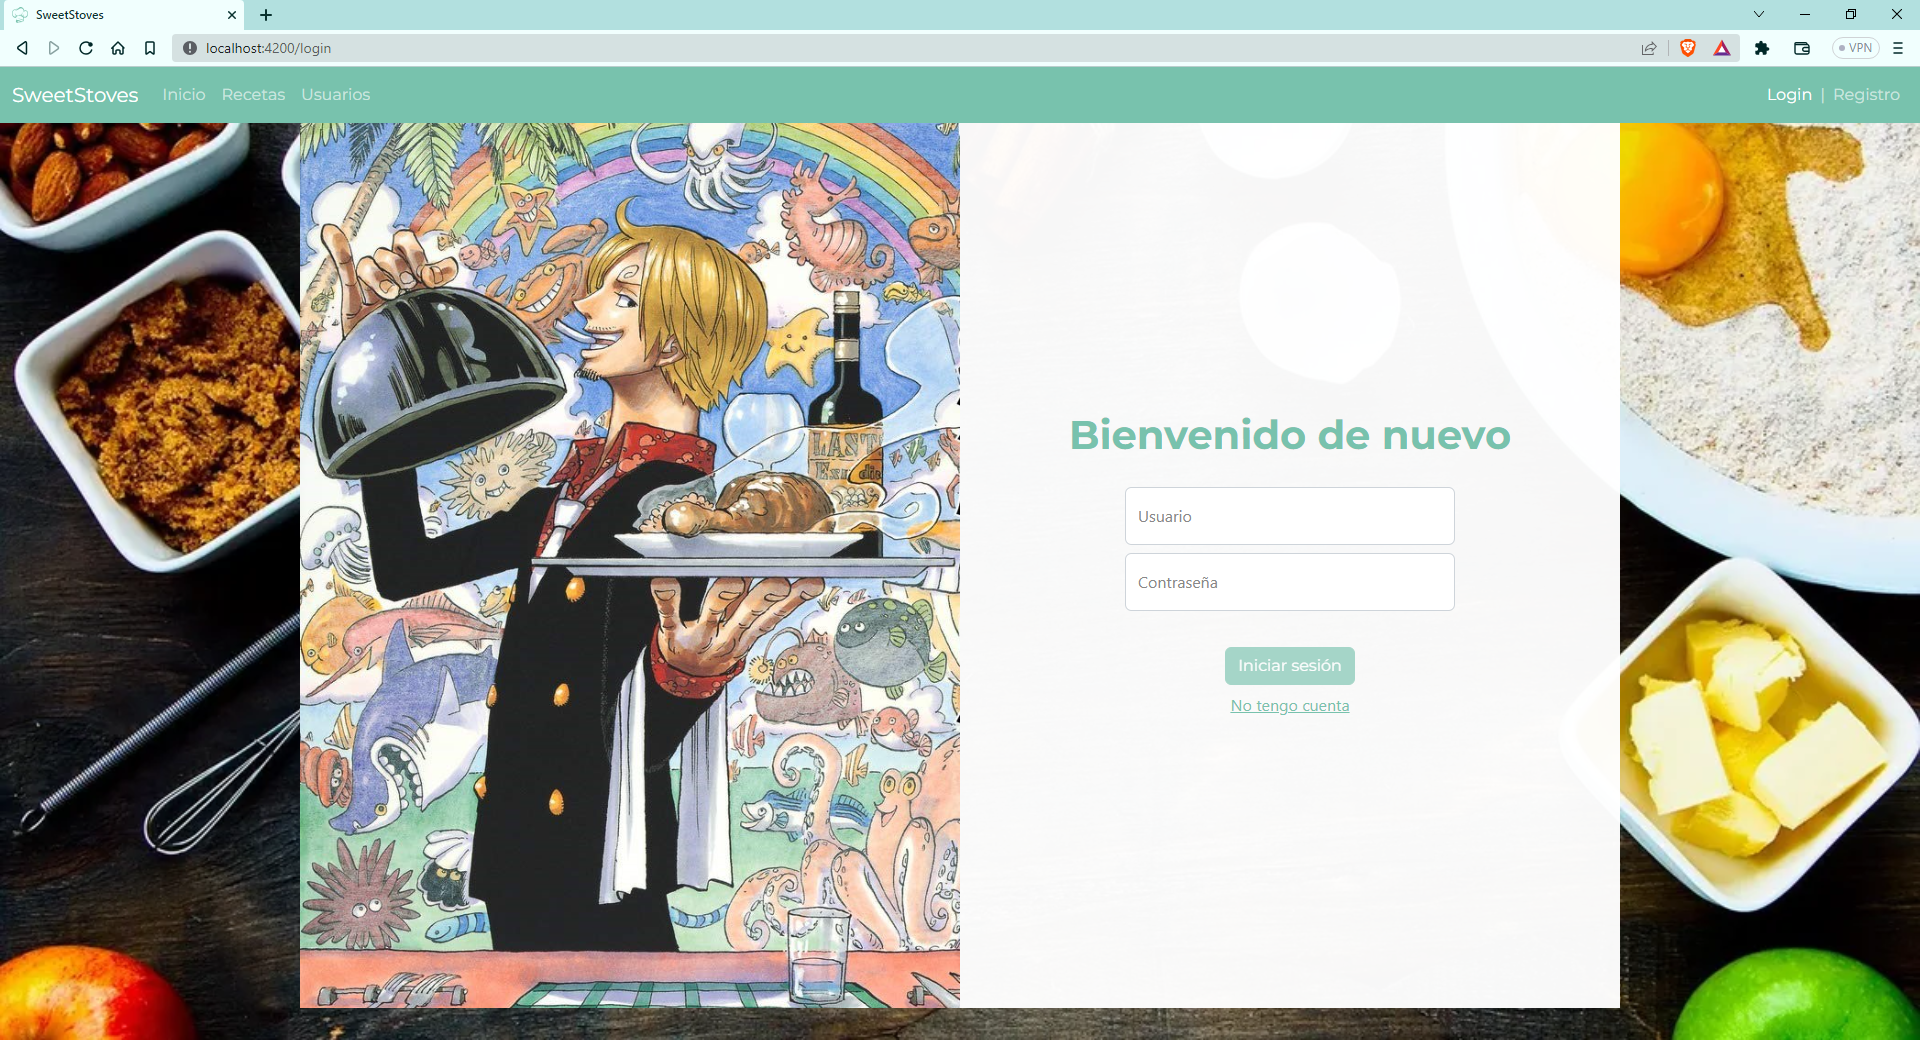 SweetStoves
localhost:4200/login
VPN
SweetStoves Inicio Recetas Usuarios
Login | Registro
LAST
Bienvenido de nuevo
Usuario
Contraseña
Iniciar sesión
No tengo cuenta